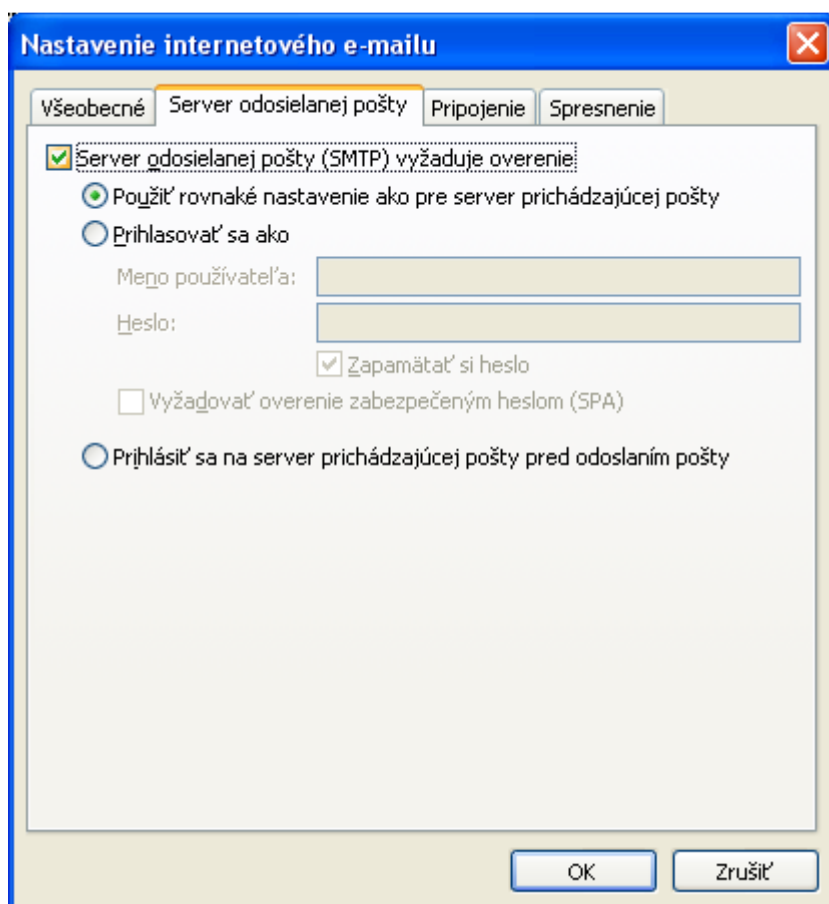 Nastavenie internetového e-mailu
Všeobecné Server odosielanej pošty Pripojenie Spresnenie
Server odosielanej pošty (SMTP) vyžaduje overenie
Použiť rovnaké nastavenie ako pre server prichádzajúcej pošty
Prihlasovať sa ako
Meno používateľa:
Heslo:
Zapamätať si heslo
Vyžadovať overenie zabezpečeným heslom (SPA)
Prihlásiť sa na server prichádzajúcej pošty pred odoslaním pošty
OK Zrušiť